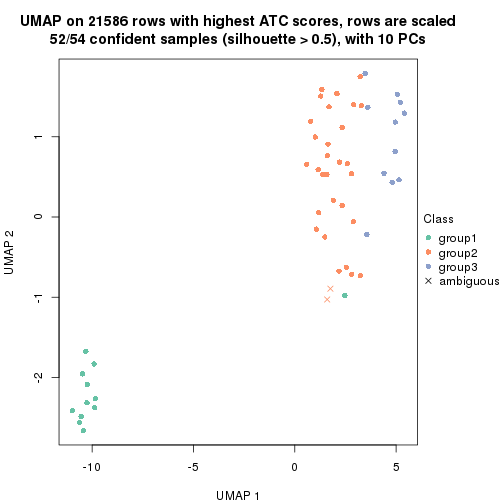 UMAP on 21586 rows with highest ATC scores, rows are scaled
52/54 confident samples (silhouette > 0.5), with 10 PCs
UMAP 2
1
0
-1
-2
-10
-5
0
5
UMAP 1
Class
group1
group2
group3
ambiguous